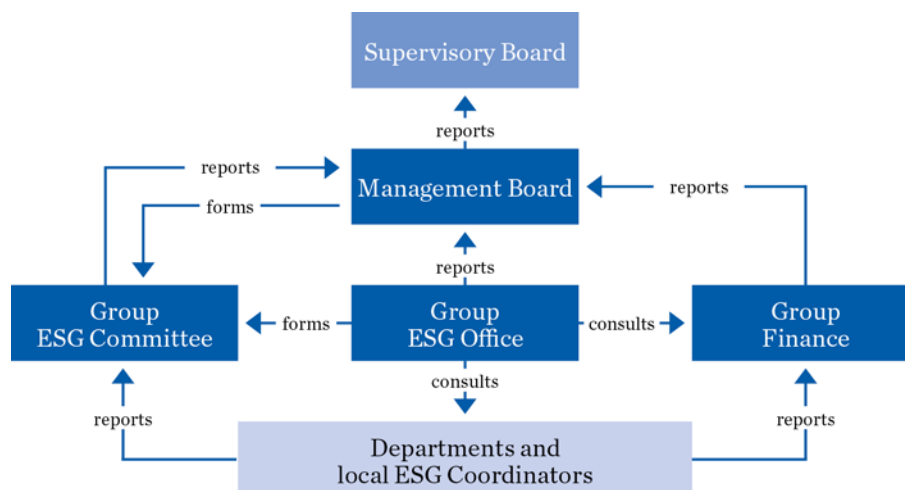 Supervisory Board
reports
reports
Management Board
reports
forms
reports
Group
ESG Committee
forms
Group
ESG Office
consults
Group
Finance
consults
reports
reports
Departments and
local ESG Coordinators